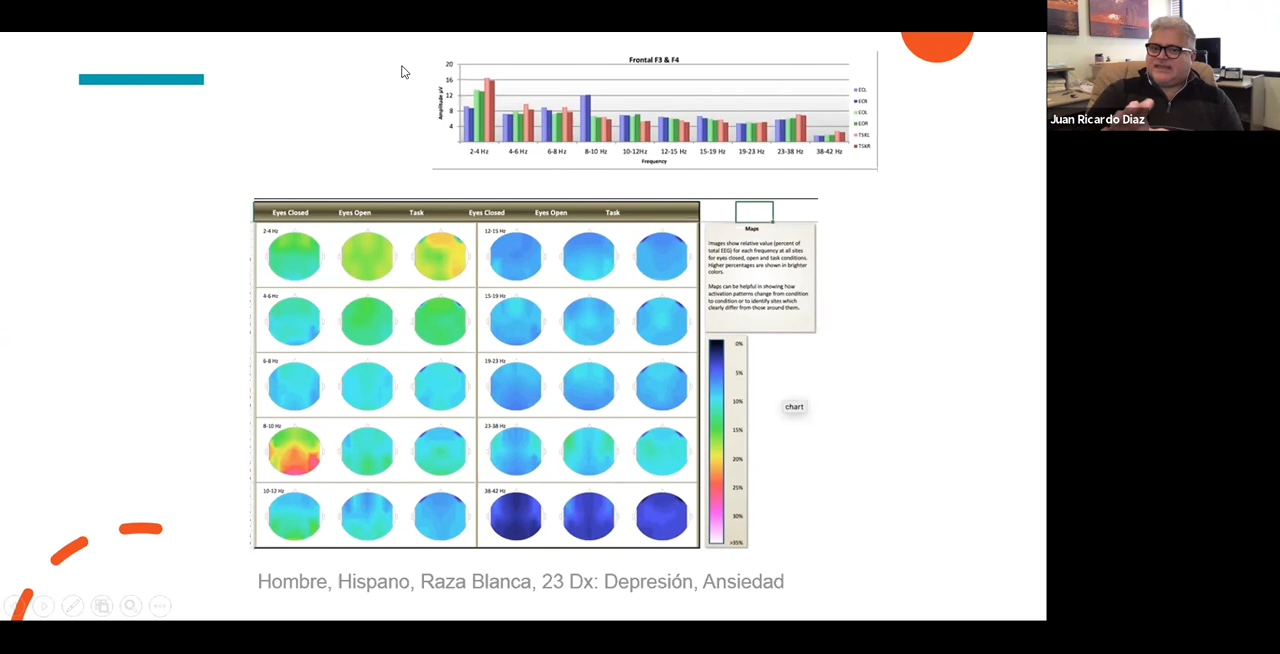 Juan Ricardo Diaz
Frontal F3 & F4
20
16
12
8
4
Amplitude µV
2-4 Hz
4-6 Hz
6-8 Hz
8-10 Hz
10-12Hz
12-15 Hz
15-19 Hz
19-23 Hz
23-38 Hz
38-42 Hz
Frequency
ECL
ECR
EOL
EOR
TSKL
TSKR
Eyes Closed
Eyes Open
Task
Eyes Closed
Eyes Open
Task
2-4 Hz
12-15 Hz
4-6 Hz
15-19 Hz
6-8 Hz
19-23 Hz
8-10 Hz
23-38 Hz
10-12 Hz
38-42 Hz
Maps
Images show relative value (percent of
total EEG) for each frequency at all sites
for eyes closed, open and task conditions.
Higher percentages are shown in brighter
colors.
Maps can be helpful in showing how
activation patterns change from condition
to condition or to identify sites which
clearly differ from those around them.
0%
5%
10%
15%
20%
25%
30%
>35%
chart
Hombre, Hispano, Raza Blanca, 23 Dx: Depresión, Ansiedad